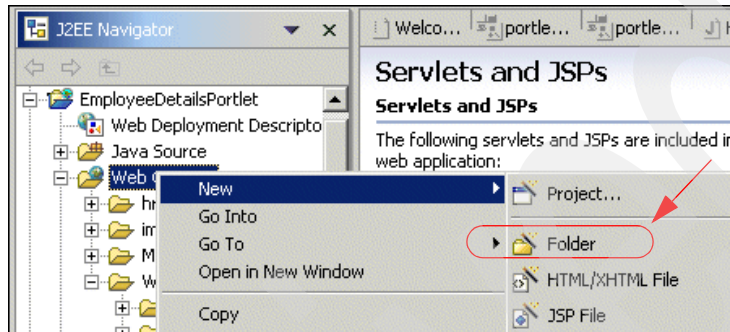 J2EE Navigator
Welco... portle... portle...
EmployeeDetailsPortlet
Web Deployment Descripto
Java Source
Web
Servlets and JSPs
Servlets and JSPs
The following servlets and JSPs are included in
web application:
New
Go Into
Go To
Open in New Window
Copy
Project...
Folder
HTML/XHTML File
JSP File